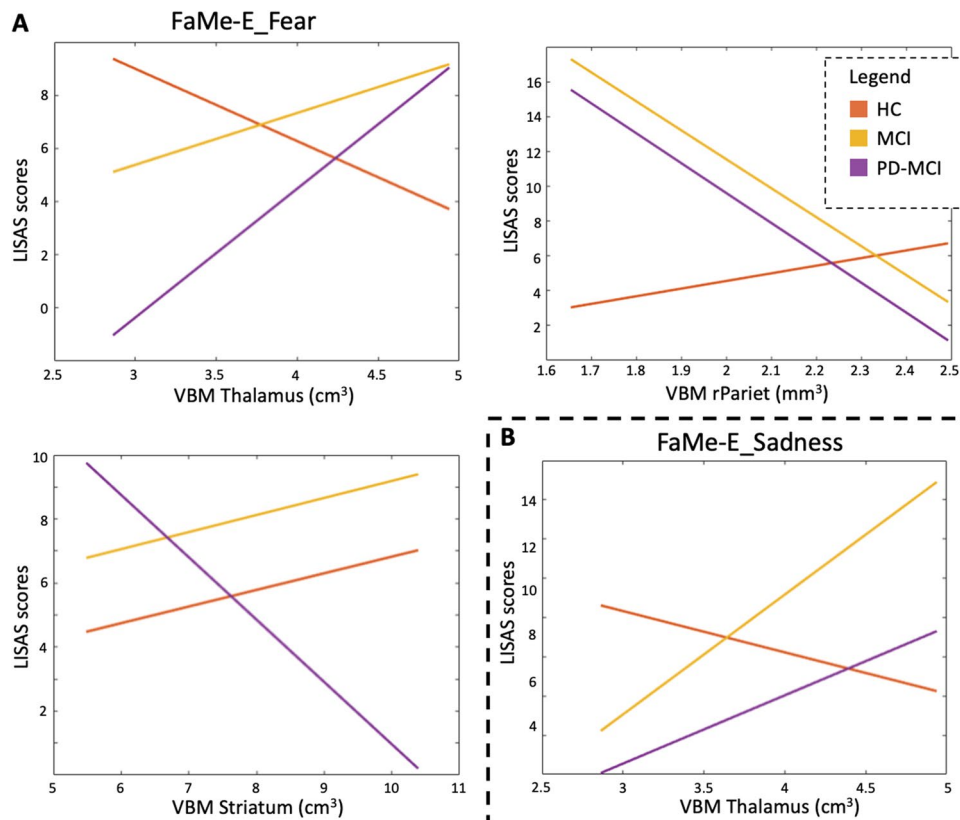 A
FaMe-E_Fear
8
6
4
2
0
LISAS scores
2.5 3 3.5 4 4.5 5
VBM Thalamus (cm³)
16
14
12
10
8
6
4
2
LISAS scores
1.6 1.7 1.8 1.9 2 2.1 2.2 2.3 2.4 2.5
VBM rPariet (mm³)
Legend
HC
MCI
PD-MCI
10
8
6
4
2
LISAS scores
5 6 7 8 9 10 11
VBM Striatum (cm³)
B
FaMe-E_Sadness
14
12
10
8
6
4
LISAS scores
2.5 3 3.5 4 4.5 5
VBM Thalamus (cm³)